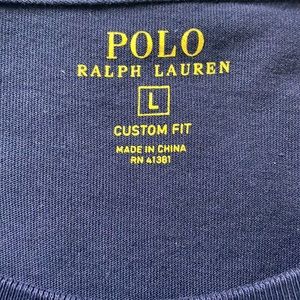 POLO
RALPH LAUREN
L
CUSTOM FIT
MADE IN CHINA
RN 41381